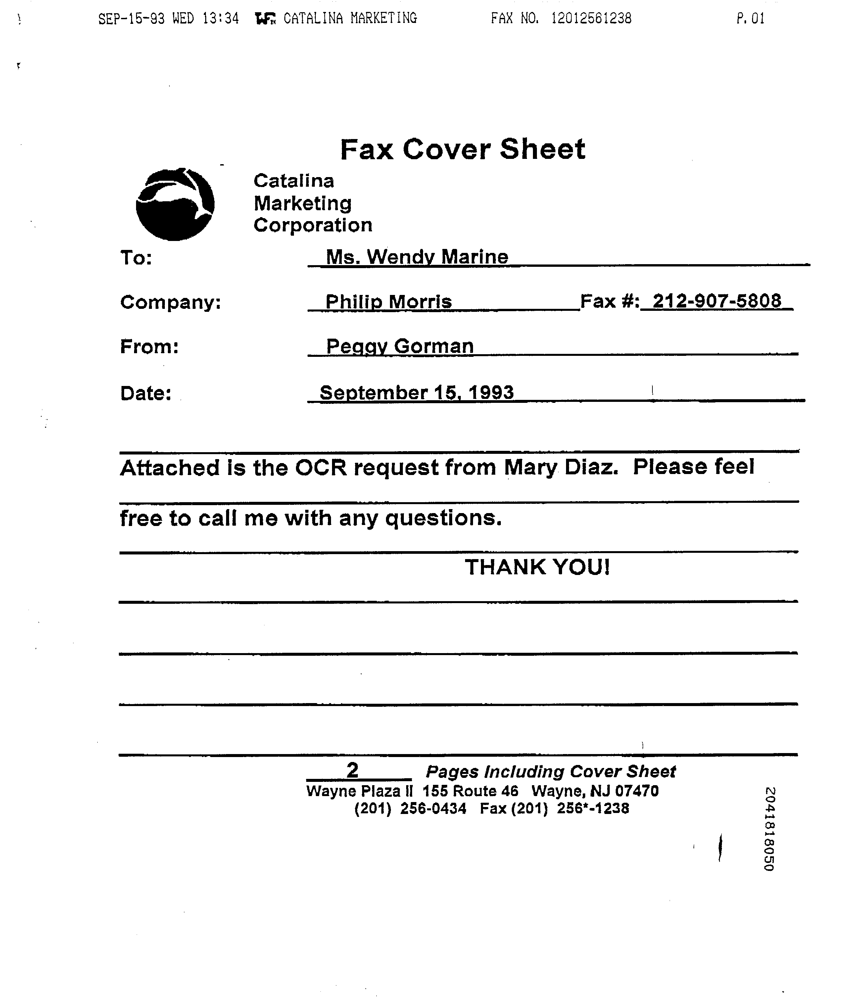 SEP-15-93 WED 13:34 CATALINA MARKETING FAX NO. 12012561238 P.01
Fax Cover Sheet
Catalina
Marketing
Corporation
To: Ms. Wendy Marine
Company: Philip Morris Fax #: 212-907-5808
From: Peggy Gorman
Date: September 15, 1993
Attached is the OCR request from Mary Diaz. Please feel
free to call me with any questions.
THANK YOU!
2 Pages Including Cover Sheet
Wayne Plaza II 155 Route 46 Wayne, NJ 07470
(201) 256-0434 Fax (201) 256*-1238
2041818050